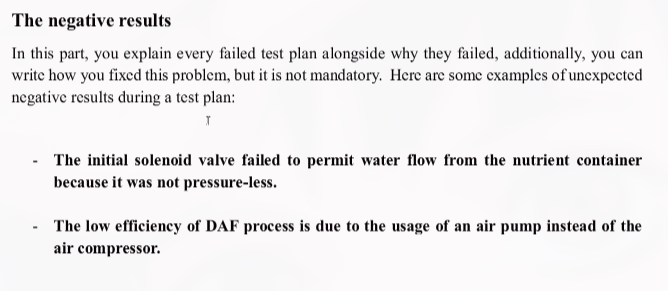 The negative results
In this part, you explain every failed test plan alongside why they failed, additionally, you can
write how you fixed this problem, but it is not mandatory. Here are some examples of unexpected
negative results during a test plan:
- The initial solenoid valve failed to permit water flow from the nutrient container
because it was not pressure-less.
- The low efficiency of DAF process is due to the usage of an air pump instead of the
air compressor.